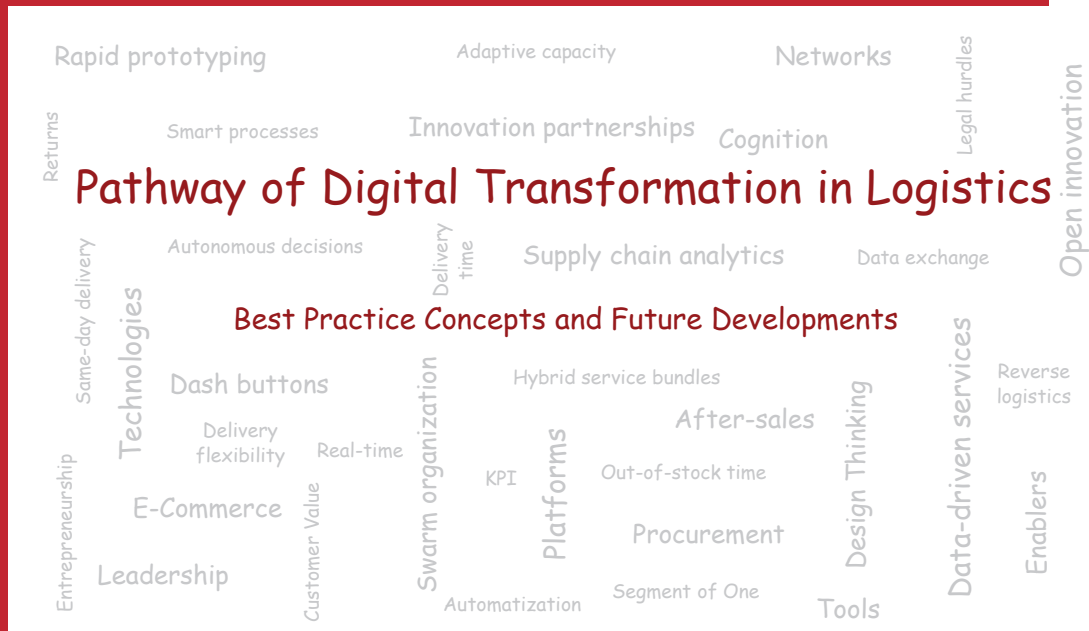 Rapid prototyping
Adaptive capacity
Networks
Legal hurdles
Open innovation
Returns
Smart processes
Innovation partnerships
Cognition
Pathway of Digital Transformation in Logistics
Same-day delivery
Autonomous decisions
Delivery
time
Supply chain analytics
Data exchange
Technologies
Best Practice Concepts and Future Developments
Dash buttons
Swarm organization
Hybrid service bundles
Data-driven services
Reverse
logistics
After-sales
Design Thinking
Delivery
flexibility
Real-time
Platforms
Entrepreneurship
KPI
Out-of-stock time
Enablers
E-Commerce
Customer Value
Procurement
Leadership
Automatization
Segment of One
Tools